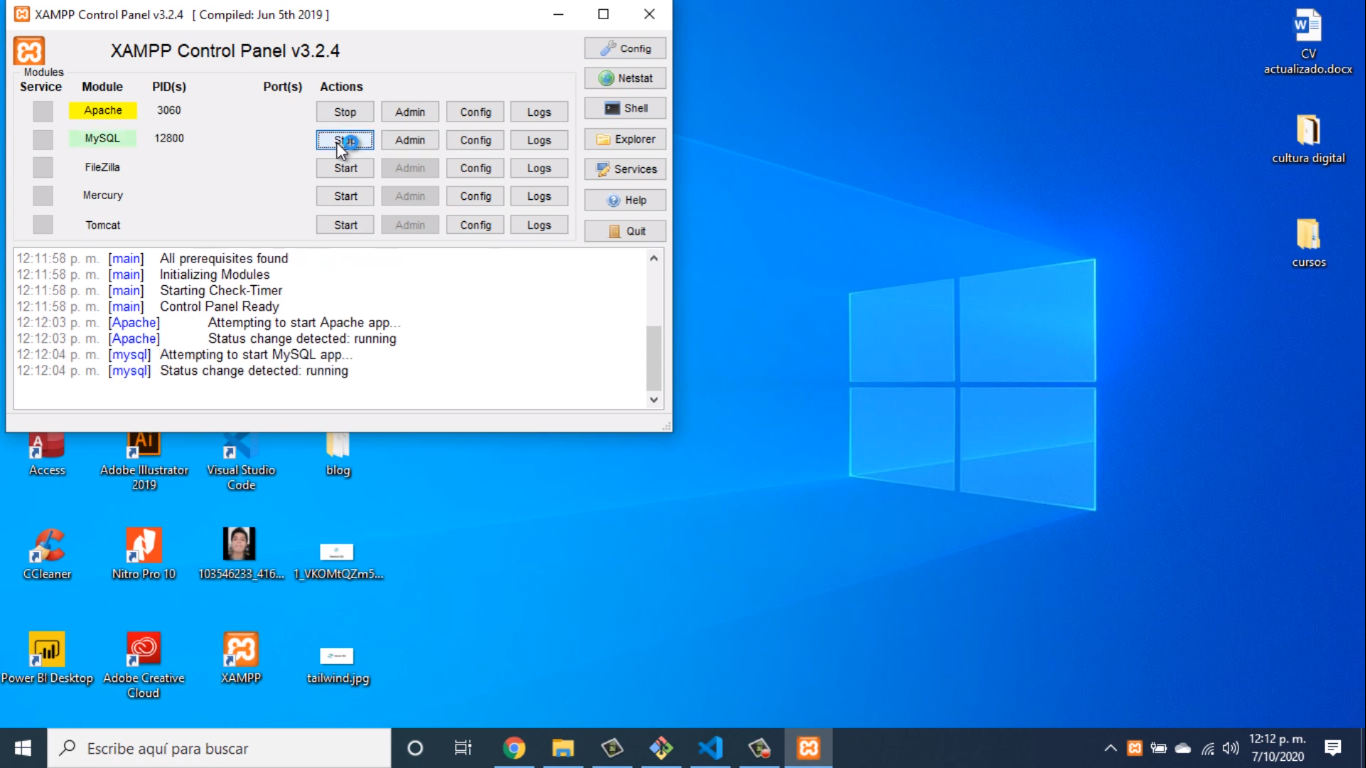 XAMPP Control Panel v3.2.4 [ Compiled: Jun 5th 2019 ]
XAMPP Control Panel v3.2.4
Config
Modules
Service Module PID(s) Port(s) Actions
Netstat
Apache 3060 Stop Admin Config Logs
Shell
MySQL 12800 Admin Config Logs
Explorer
FileZilla Start Admin Config Logs
Services
Mercury Start Admin Config Logs
Help
Tomcat Start Admin Config Logs
Quit
12:11:58 p. m. [main] All prerequisites found
12:11:58 p. m. [main] Initializing Modules
12:11:58 p. m. [main] Starting Check-Timer
12:11:58 p. m. [main] Control Panel Ready
12:12:03 p. m. [Apache] Attempting to start Apache app...
12:12:03 p. m. [Apache] Status change detected: running
12:12:04 p. m. [mysql] Attempting to start MySQL app...
12:12:04 p. m. [mysql] Status change detected: running
CV
actualizado.docx
cultura digital
cursos
Access
Adobe Illustrator
2019
Visual Studio
Code
blog
CCleaner
Nitro Pro 10
103546233_416...
1_VKOMtQZm5...
Power BI Desktop
Adobe Creative
Cloud
XAMPP
tailwind.jpg
Escribe aquí para buscar
12:12 p. m.
7/10/2020